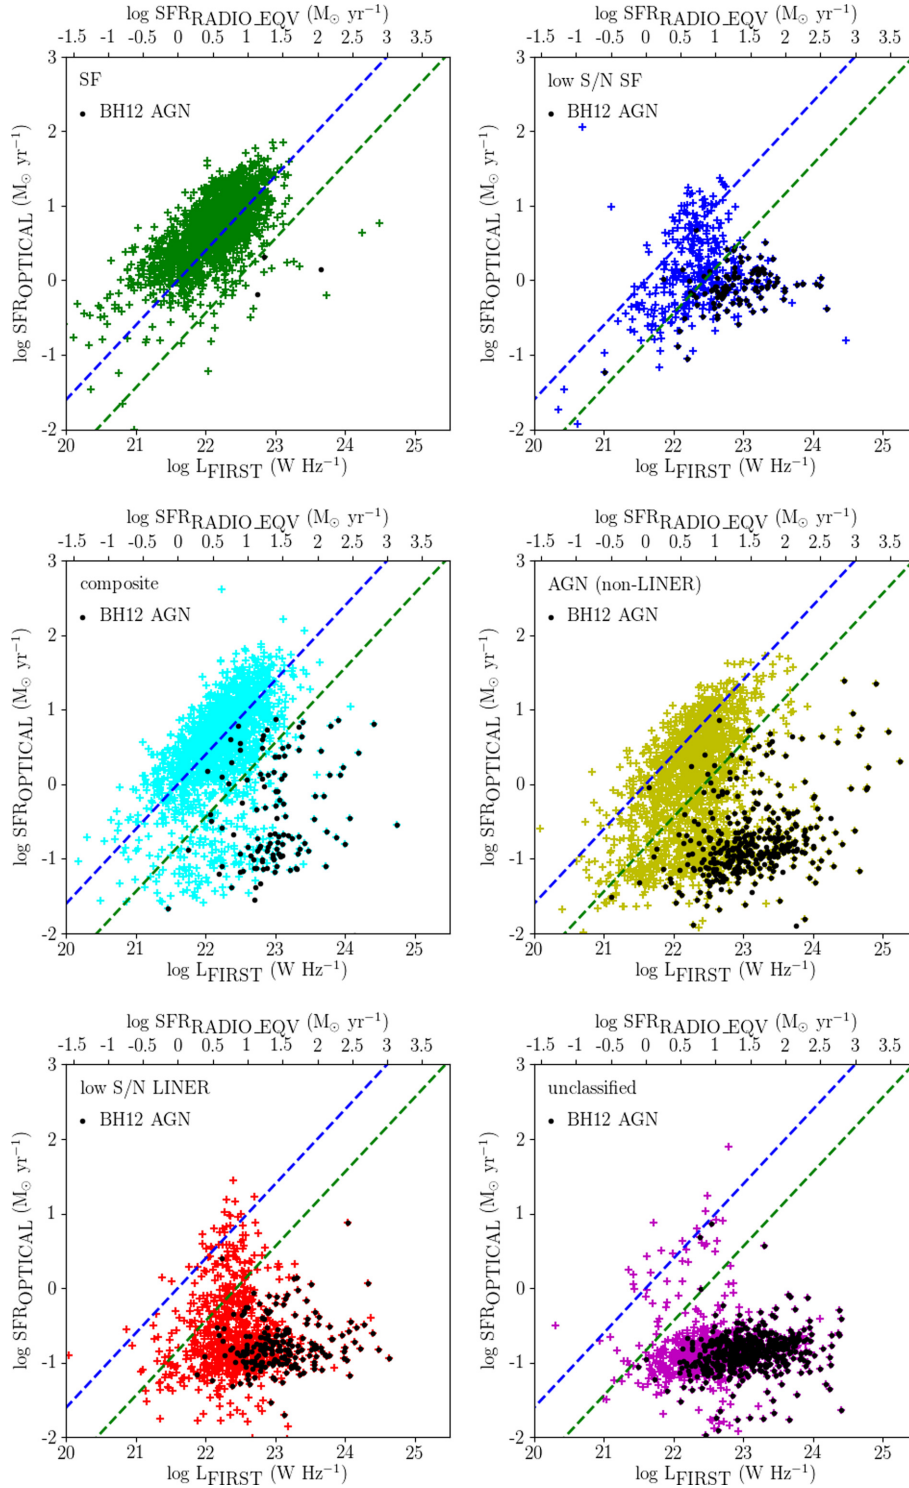 log SFR_RADIO_EQV (M⊙ yr⁻¹)
-1.5 -1 -0.5 0 0.5 1 1.5 2 2.5 3 3.5
SF
BH12 AGN
log SFR_OPTICAL (M⊙ yr⁻¹)
3
2
1
0
-1
-2
20 21 22 23 24 25
log L_FIRST (W Hz⁻¹)
log SFR_RADIO_EQV (M⊙ yr⁻¹)
-1.5 -1 -0.5 0 0.5 1 1.5 2 2.5 3 3.5
low S/N SF
BH12 AGN
log SFR_OPTICAL (M⊙ yr⁻¹)
3
2
1
0
-1
-2
20 21 22 23 24 25
log L_FIRST (W Hz⁻¹)
log SFR_RADIO_EQV (M⊙ yr⁻¹)
-1.5 -1 -0.5 0 0.5 1 1.5 2 2.5 3 3.5
composite
BH12 AGN
log SFR_OPTICAL (M⊙ yr⁻¹)
3
2
1
0
-1
-2
20 21 22 23 24 25
log L_FIRST (W Hz⁻¹)
log SFR_RADIO_EQV (M⊙ yr⁻¹)
-1.5 -1 -0.5 0 0.5 1 1.5 2 2.5 3 3.5
AGN (non-LINER)
BH12 AGN
log SFR_OPTICAL (M⊙ yr⁻¹)
3
2
1
0
-1
-2
20 21 22 23 24 25
log L_FIRST (W Hz⁻¹)
log SFR_RADIO_EQV (M⊙ yr⁻¹)
-1.5 -1 -0.5 0 0.5 1 1.5 2 2.5 3 3.5
low S/N LINER
BH12 AGN
log SFR_OPTICAL (M⊙ yr⁻¹)
3
2
1
0
-1
-2
20 21 22 23 24 25
log L_FIRST (W Hz⁻¹)
log SFR_RADIO_EQV (M⊙ yr⁻¹)
-1.5 -1 -0.5 0 0.5 1 1.5 2 2.5 3 3.5
unclassified
BH12 AGN
log SFR_OPTICAL (M⊙ yr⁻¹)
3
2
1
0
-1
-2
20 21 22 23 24 25
log L_FIRST (W Hz⁻¹)